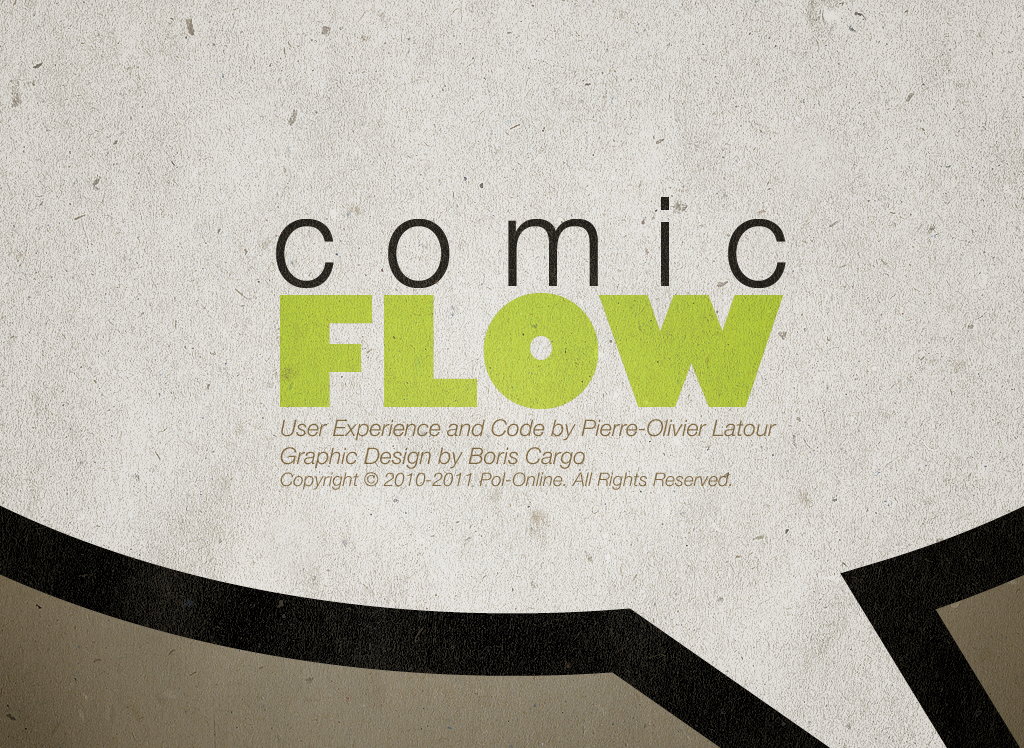 comic
FLOW
User Experience and Code by Pierre-Olivier Latour
Graphic Design by Boris Cargo
Copyright © 2010-2011 Pol-Online. All Rights Reserved.